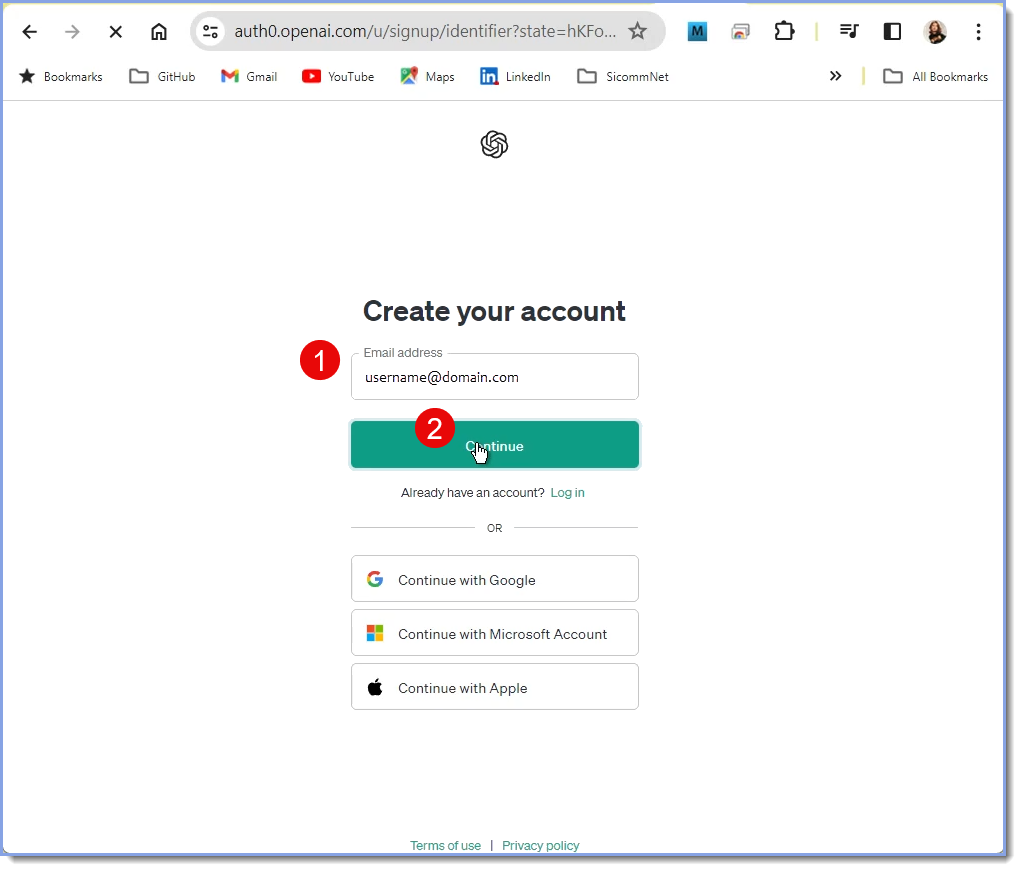 auth0.openai.com/u/signup/identifier?state=hKFo...
M
Bookmarks GitHub Gmail YouTube Maps LinkedIn SicommNet » All Bookmarks
Create your account
1
Email address
username@domain.com
2
Continue
Already have an account? Log in
OR
Continue with Google
Continue with Microsoft Account
Continue with Apple
Terms of use | Privacy policy